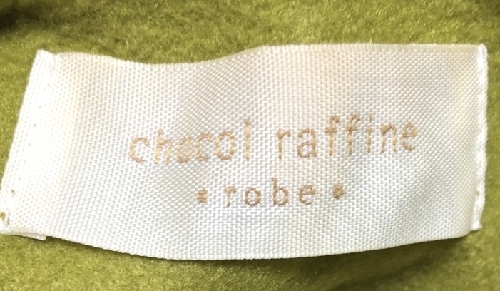 chocol raffine
• robe •